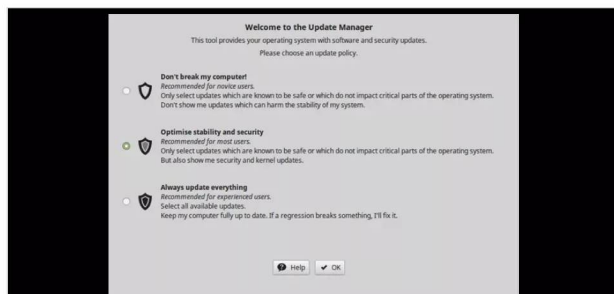 Welcome to the Update Manager
This tool provides your operating system with software and security updates.
Please choose an update policy.
Don't break my computer!
Recommended for novice users.
Only select updates which are known to be safe or which do not impact critical parts of the operating system.
Don't show me updates which can harm the stability of my system.
Optimise stability and security
Recommended for most users.
Only select updates which are known to be safe or which do not impact critical parts of the operating system.
But also show me security and kernel updates.
Always update everything
Recommended for experienced users.
Select all available updates.
Keep my computer fully up to date. If a regression breaks something, I'll fix it.
Help OK